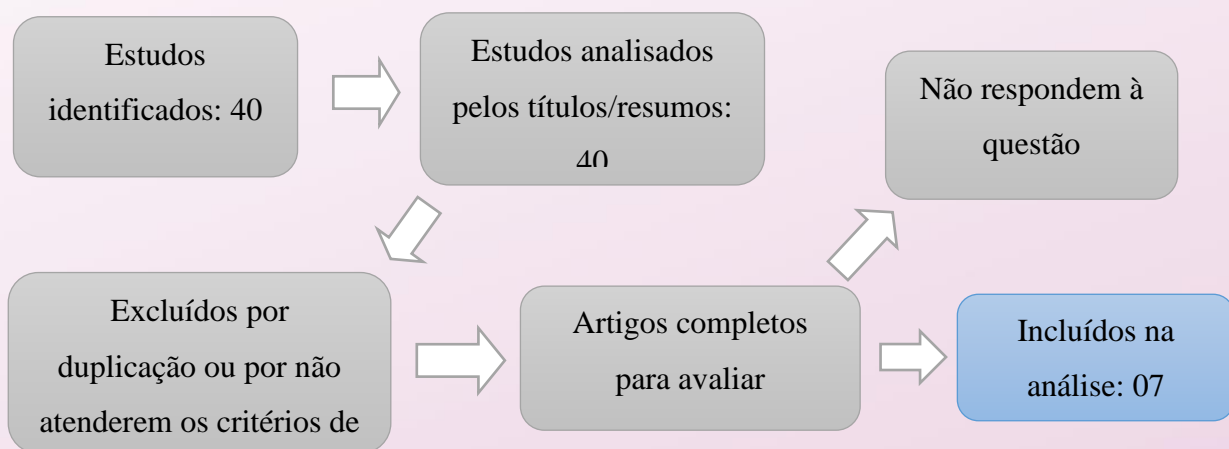 Estudos
identificados: 40
Estudos analisados
pelos títulos/resumos:
40
Excluídos por
duplicação ou por não
atenderem os critérios de
Artigos completos
para avaliar
Não respondem à
questão
Incluídos na
análise: 07